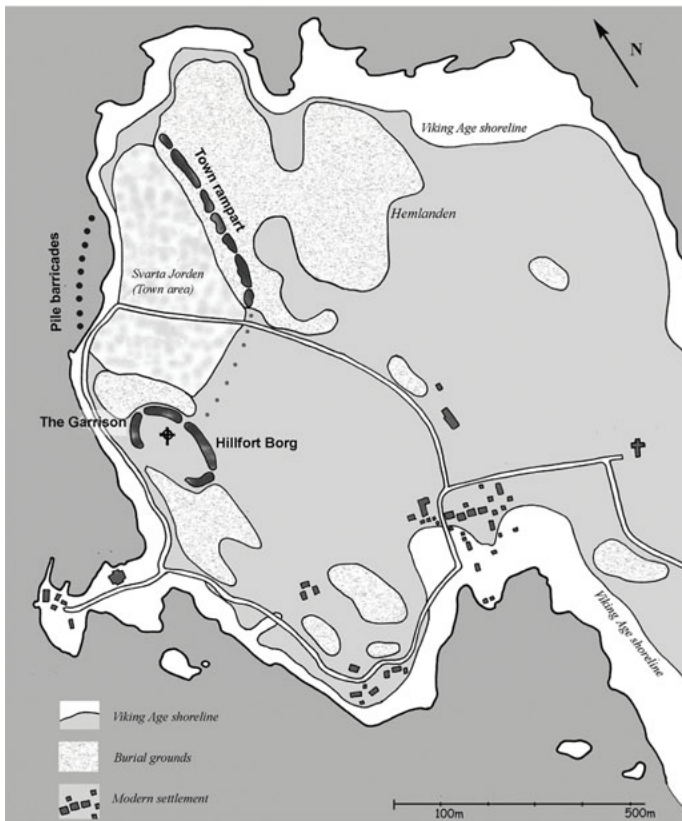 N
Viking Age shoreline
Town rampart
Hemlanden
Svarta Jorden
(Town area)
Pile barricades
The Garrison
Hillfort Borg
Viking Age shoreline
Viking Age shoreline
Burial grounds
Modern settlement
100m
500m